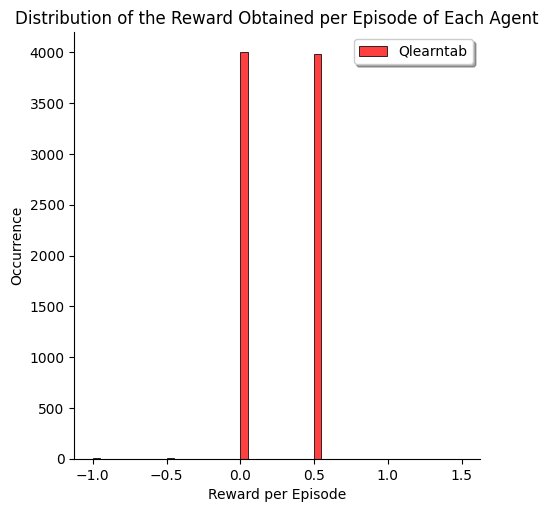 Distribution of the Reward Obtained per Episode of Each Agent
Qlearntab
4000
3500
3000
2500
2000
1500
1000
500
0
Occurrence
−1.0 −0.5 0.0 0.5 1.0 1.5
Reward per Episode